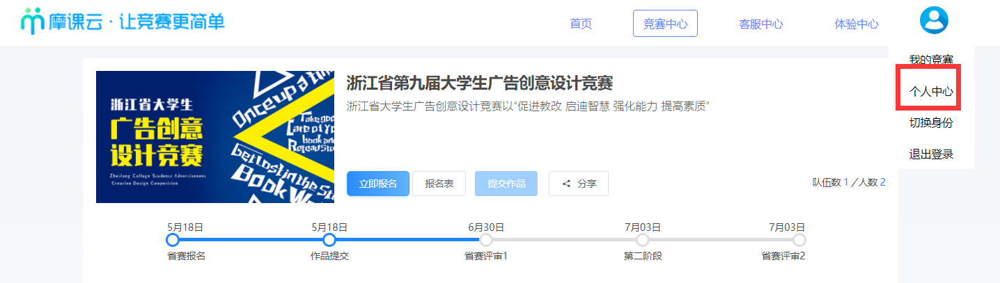 摩课云·让竞赛更简单
首页 竞赛中心 客服中心 体验中心
我的竞赛
个人中心
切换身份
退出登录
浙江省大学生
广告创意
设计竞赛
Zhejiang College Students Advertisement
Creative Design Competition
Once upa
tin
Take goo
Care of Yo
book and
Reread Sto
Get Lost in the Sto
Book Wo
浙江省第九届大学生广告创意设计竞赛
浙江省大学生广告创意设计竞赛以“促进教改 启迪智慧 强化能力 提高素质”
立即报名 报名表 提交作品 分享
队伍数 1 /人数 2
5月18日 5月18日 6月30日 7月03日 7月03日
省赛报名 作品提交 省赛评审1 第二阶段 省赛评审2